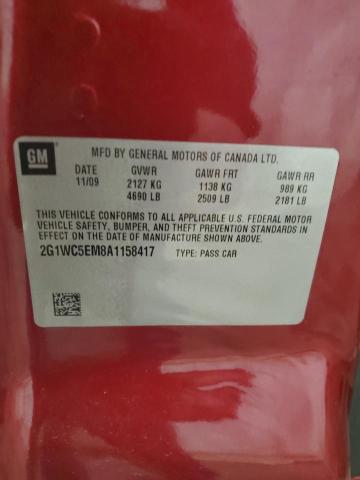 GM
MFD BY GENERAL MOTORS OF CANADA LTD.
DATE GVWR GAWR FRT GAWR RR
11/09 2127 KG 1138 KG 989 KG
4690 LB 2509 LB 2181 LB
THIS VEHICLE CONFORMS TO ALL APPLICABLE U.S. FEDERAL MOTOR
VEHICLE SAFETY, BUMPER, AND THEFT PREVENTION STANDARDS IN
EFFECT ON THE DATE OF MANUFACTURE SHOWN ABOVE.
2G1WC5EM8A1158417 TYPE: PASS CAR